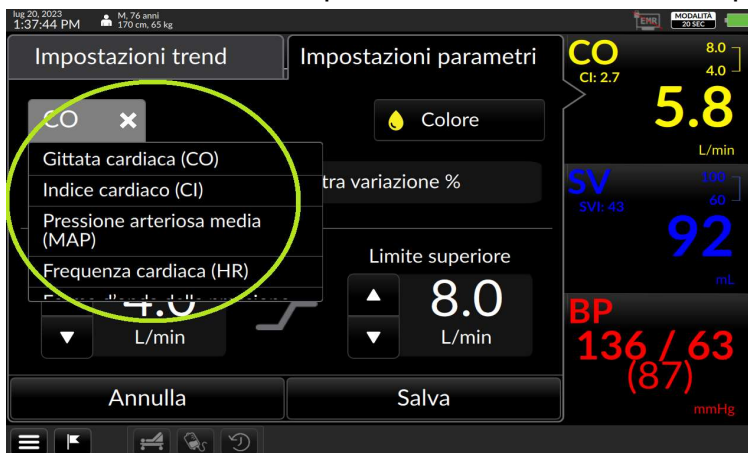 lug 20, 2023
1:37:44 PM
M, 76 anni
170 cm, 65 kg
EMR
MODALITÀ
20 SEC
Impostazioni trend
Impostazioni parametri
CO
Colore
Gittata cardiaca (CO)
Indice cardiaco (CI)
Pressione arteriosa media
(MAP)
Frequenza cardiaca (HR)
tra variazione %
Limite superiore
4.0
L/min
8.0
L/min
Annulla
Salva
CO
CI: 2.7
8.0
4.0
5.8
L/min
SV
SVI: 43
100
60
92
mL
BP
136 / 63
(87)
mmHg